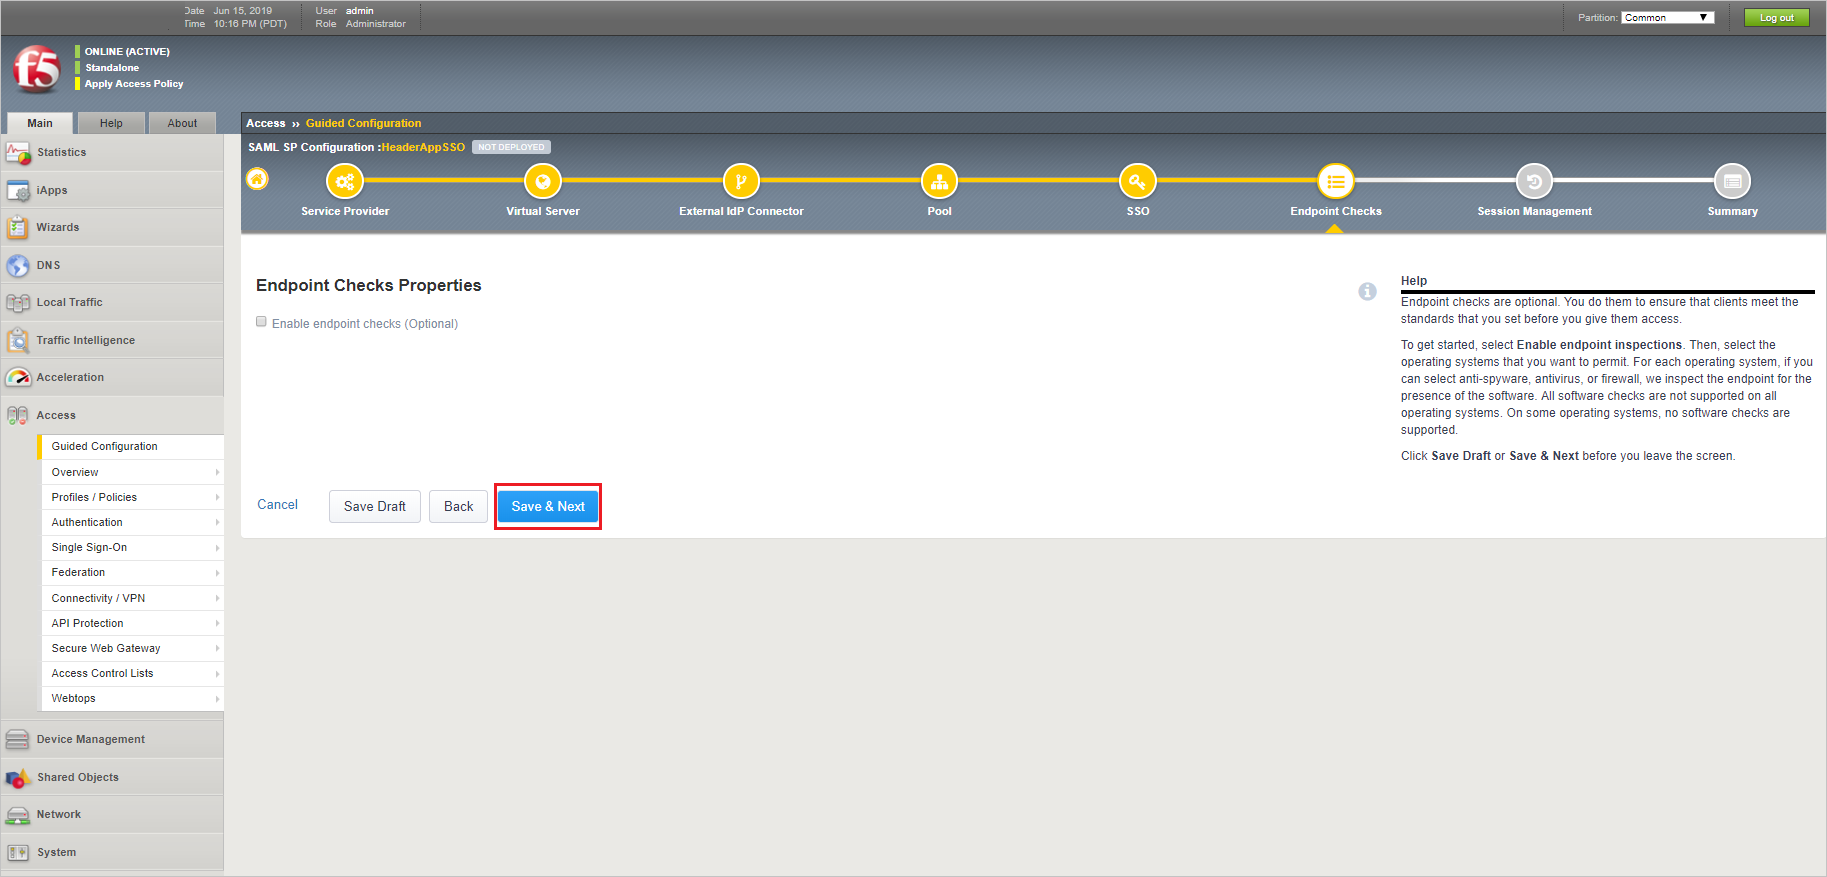 Date Jun 15, 2019
Time 10:16 PM (PDT)
User admin
Role Administrator
Partition: Common
Log out
f5
ONLINE (ACTIVE)
Standalone
Apply Access Policy
Main Help About
Access ›› Guided Configuration
SAML SP Configuration :HeaderAppSSO NOT DEPLOYED
Service Provider
Virtual Server
External IdP Connector
Pool
SSO
Endpoint Checks
Session Management
Summary
Statistics
iApps
Wizards
DNS
Local Traffic
Traffic Intelligence
Acceleration
Access
Guided Configuration
Overview
Profiles / Policies
Authentication
Single Sign-On
Federation
Connectivity / VPN
API Protection
Secure Web Gateway
Access Control Lists
Webtops
Device Management
Shared Objects
Network
System
Endpoint Checks Properties
Enable endpoint checks (Optional)
Cancel
Save Draft
Back
Save & Next
Help
Endpoint checks are optional. You do them to ensure that clients meet the
standards that you set before you give them access.
To get started, select Enable endpoint inspections. Then, select the
operating systems that you want to permit. For each operating system, if you
can select anti-spyware, antivirus, or firewall, we inspect the endpoint for the
presence of the software. All software checks are not supported on all
operating systems. On some operating systems, no software checks are
supported.
Click Save Draft or Save & Next before you leave the screen.